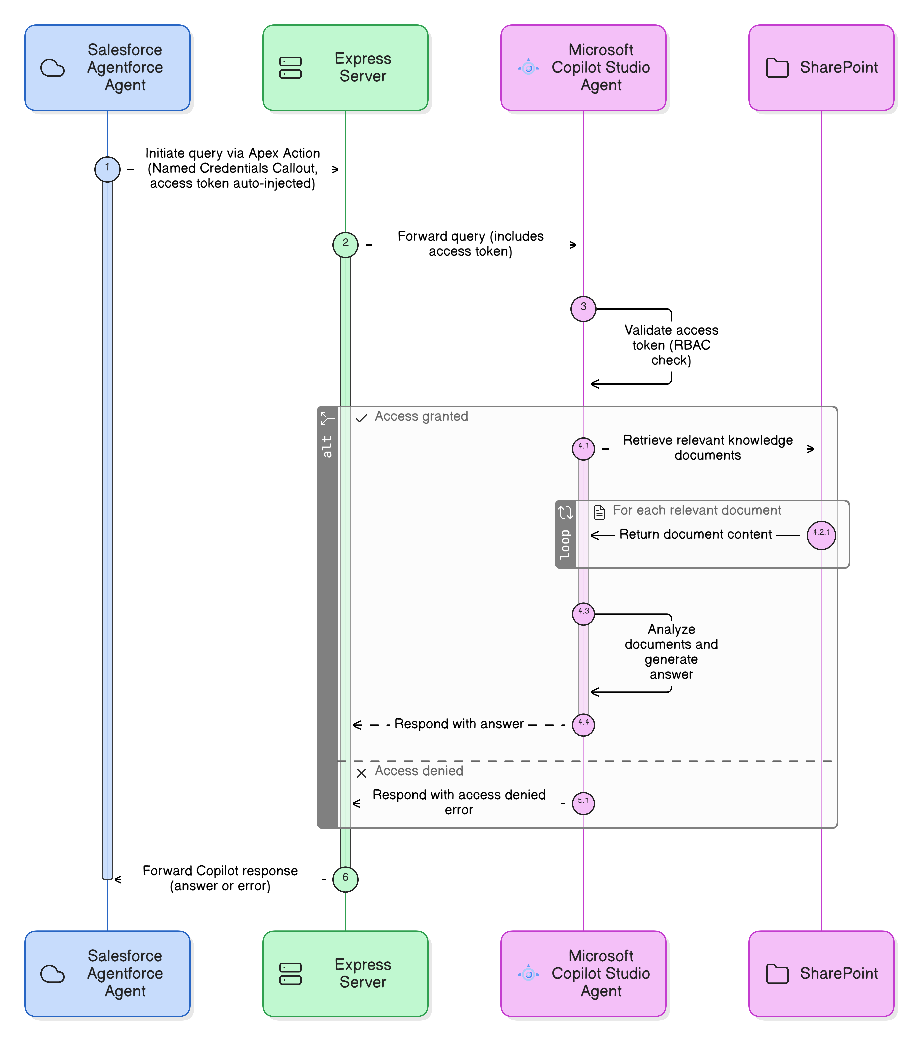 Salesforce
Agentforce
Agent
Express
Server
Microsoft
Copilot Studio
Agent
SharePoint
1
Initiate query via Apex Action
(Named Credentials Callout,
access token auto-injected)
2
Forward query (includes
access token)
3
Validate access
token (RBAC
check)
alt
Access granted
4.1
Retrieve relevant knowledge
documents
loop
For each relevant document
Return document content
4.2.1
4.3
Analyze
documents and
generate
answer
Respond with answer
4.4
Access denied
Respond with access denied
error
5.1
Forward Copilot response
(answer or error)
6
Salesforce
Agentforce
Agent
Express
Server
Microsoft
Copilot Studio
Agent
SharePoint